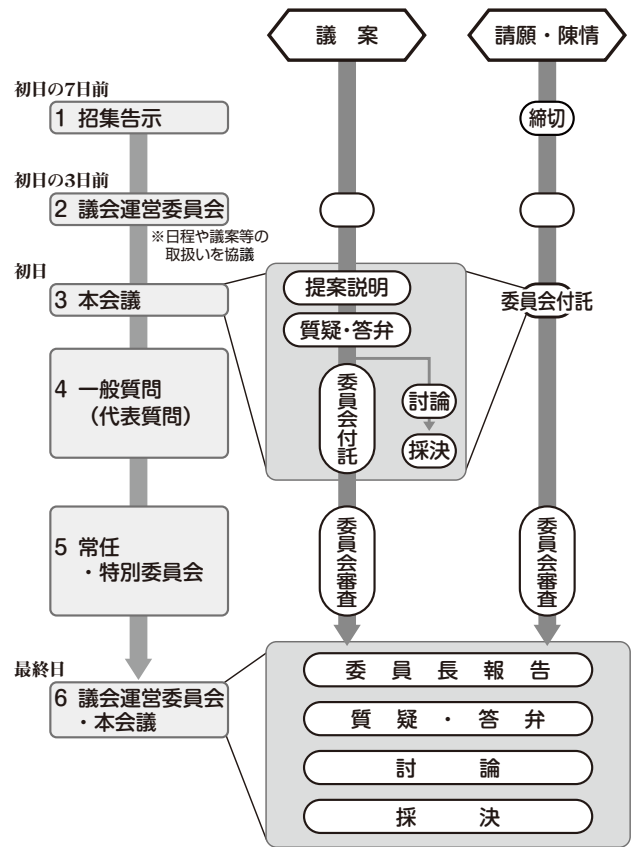 議 案
請願・陳情
初日の7日前
1 招集告示
締切
初日の3日前
2 議会運営委員会
※日程や議案等の
取扱いを協議
初日
3 本会議
提案説明
質疑・答弁
委員会付託
討論
採決
委員会付託
4 一般質問
（代表質問）
5 常任
・特別委員会
委員会審査
委員会審査
最終日
6 議会運営委員会
・本会議
委 員 長 報 告
質 疑 ・ 答 弁
討 論
採 決